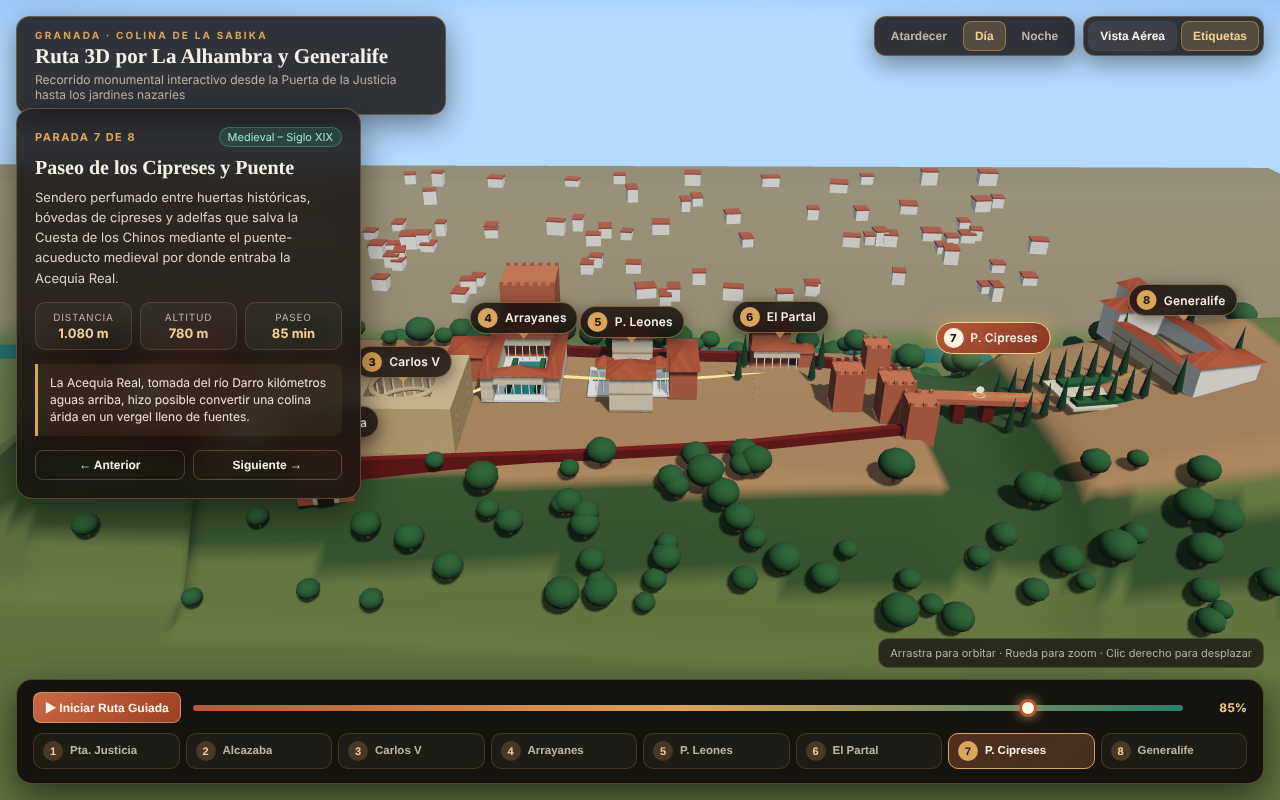 GRANADA · COLINA DE LA SABIKA
Ruta 3D por La Alhambra y Generalife
Recorrido monumental interactivo desde la Puerta de la Justicia
hasta los jardines nazaríes
Atardecer
Día
Noche
Vista Aérea
Etiquetas
PARADA 7 DE 8
Medieval – Siglo XIX
Paseo de los Cipreses y Puente
Sendero perfumado entre huertas históricas,
bóvedas de cipreses y adelfas que salva la
Cuesta de los Chinos mediante el puente-
acueducto medieval por donde entraba la
Acequia Real.
DISTANCIA
1.080 m
ALTITUD
780 m
PASEO
85 min
La Acequia Real, tomada del río Darro kilómetros
aguas arriba, hizo posible convertir una colina
árida en un vergel lleno de fuentes.
← Anterior
Siguiente →
3 Carlos V
4 Arrayanes
5 P. Leones
6 El Partal
7 P. Cipreses
8 Generalife
a
Arrastra para orbitar · Rueda para zoom · Clic derecho para desplazar
▶ Iniciar Ruta Guiada
85%
1 Pta. Justicia
2 Alcazaba
3 Carlos V
4 Arrayanes
5 P. Leones
6 El Partal
7 P. Cipreses
8 Generalife